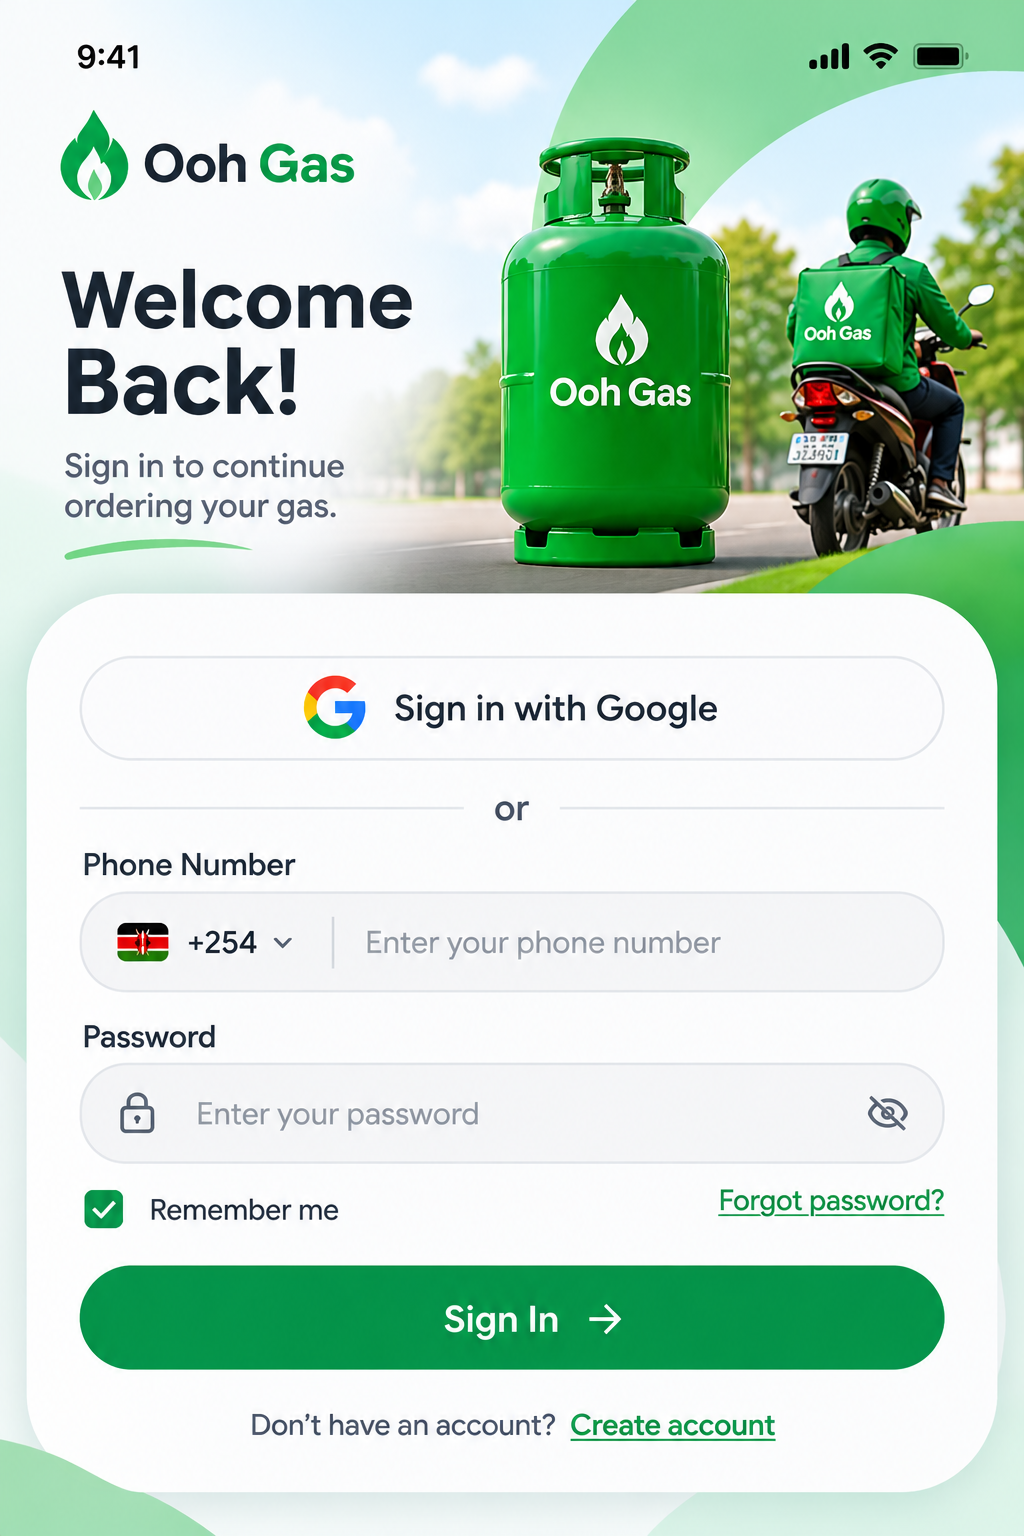 9:41
Ooh Gas
Welcome
Back!
Sign in to continue
ordering your gas.
Ooh Gas
Ooh Gas
Sign in with Google
or
Phone Number
+254
Enter your phone number
Password
Enter your password
Remember me
Forgot password?
Sign In
Don't have an account? Create account